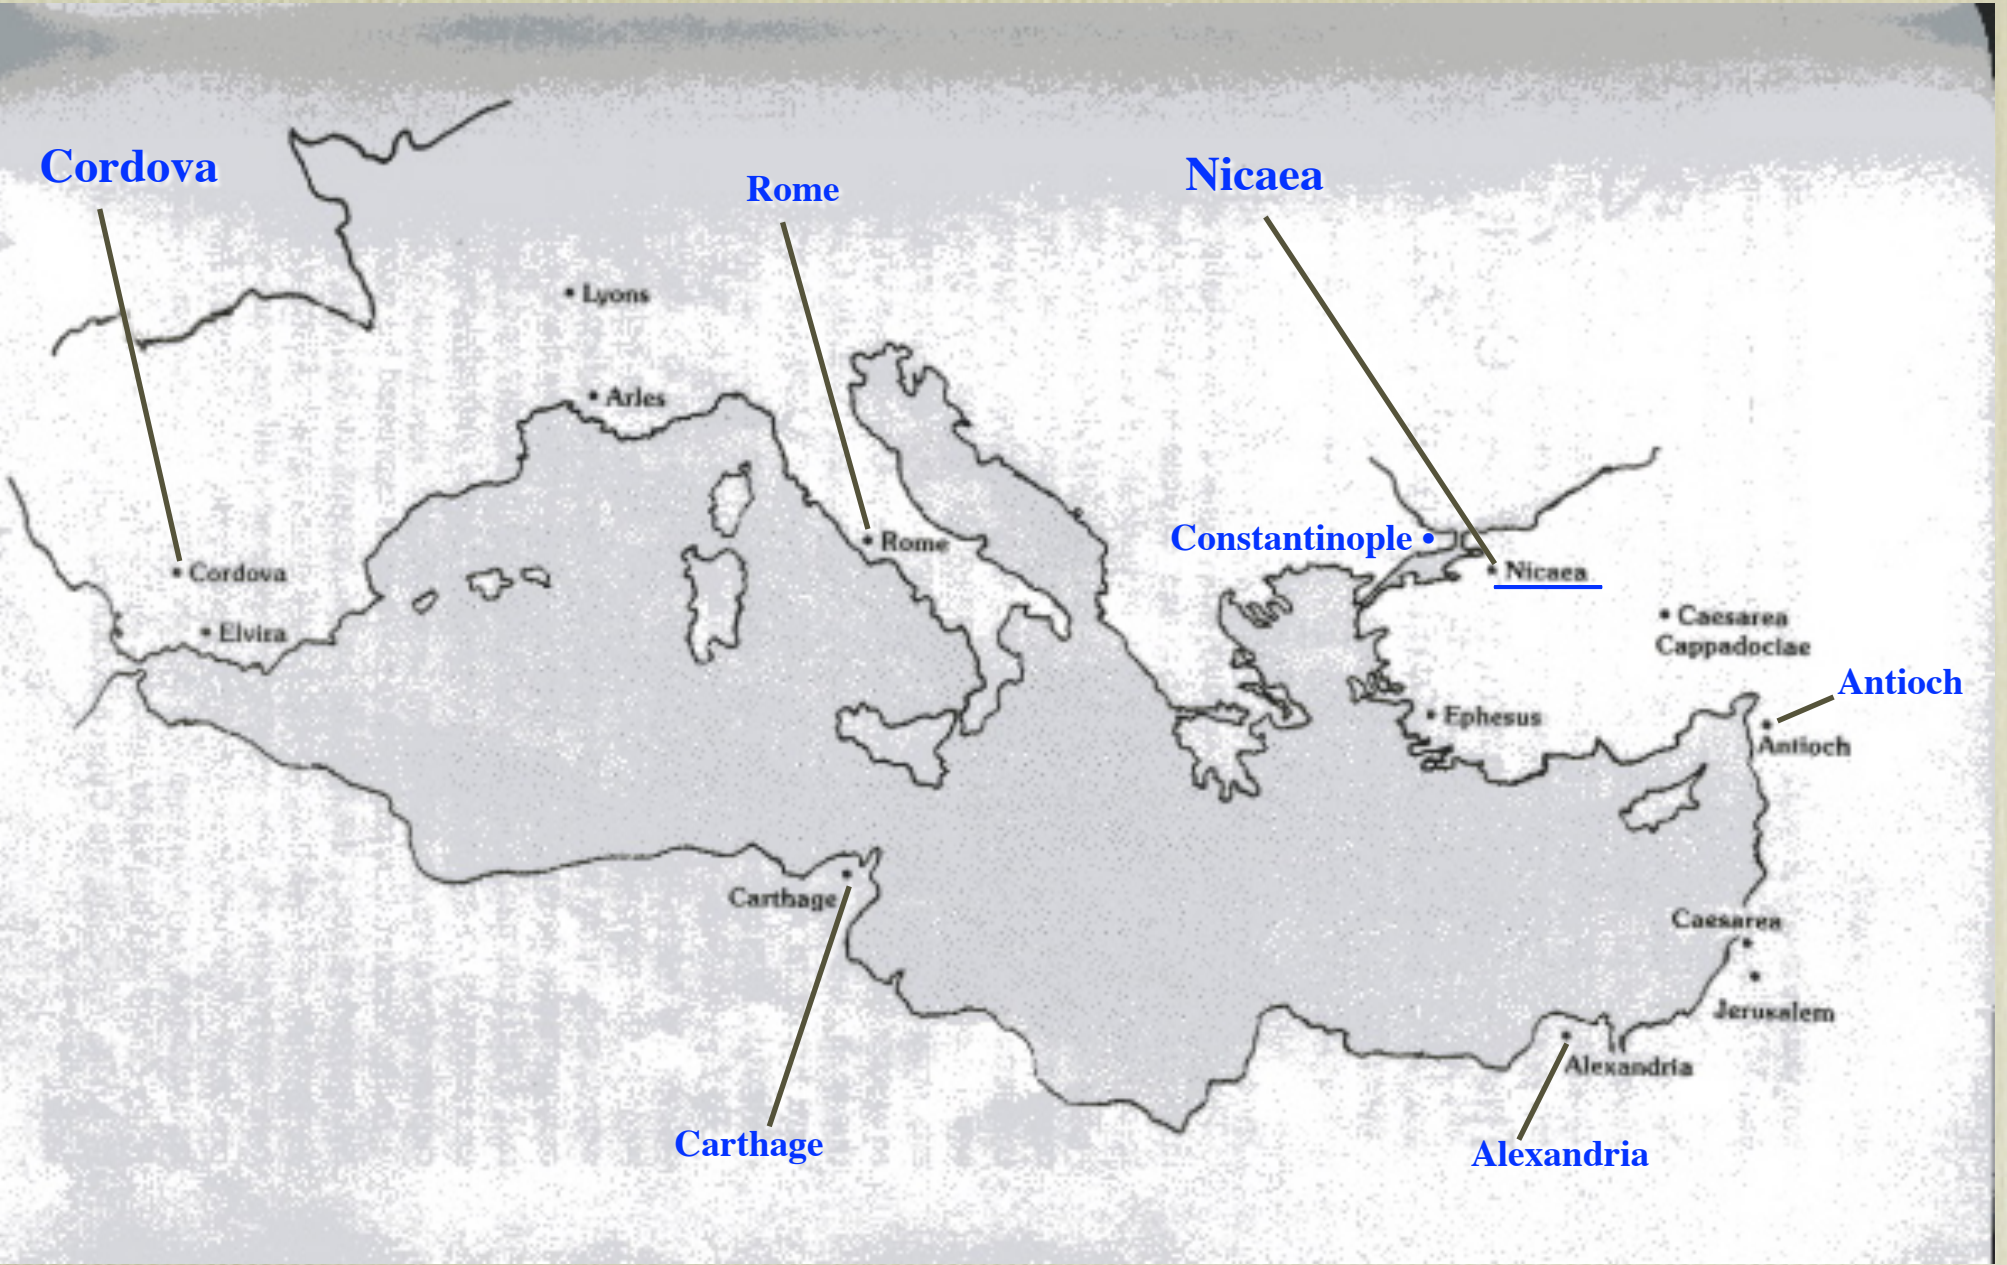 Cordova
Rome
Nicaea
Lyons
Arles
Constantinople •
Rome
Cordova
Nicaea
Elvira
Caesarea
Cappadociae
Antioch
Ephesus
Antioch
Carthage
Caesarea
Jerusalem
Alexandria
Carthage
Alexandria